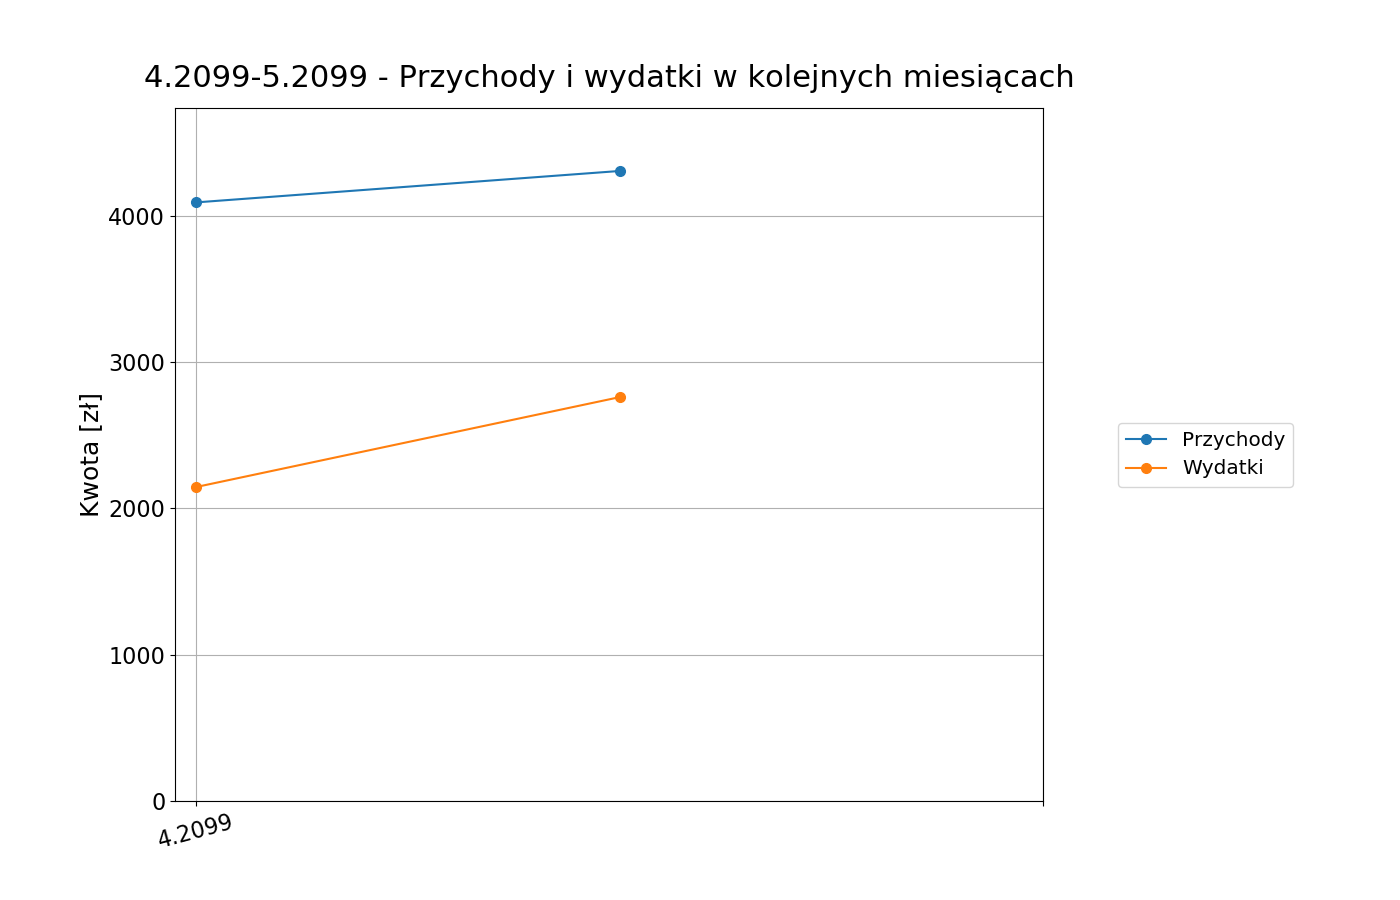 4.2099-5.2099 - Przychody i wydatki w kolejnych miesiącach
Kwota [zł]
4000
3000
2000
1000
0
4.2099
Przychody
Wydatki